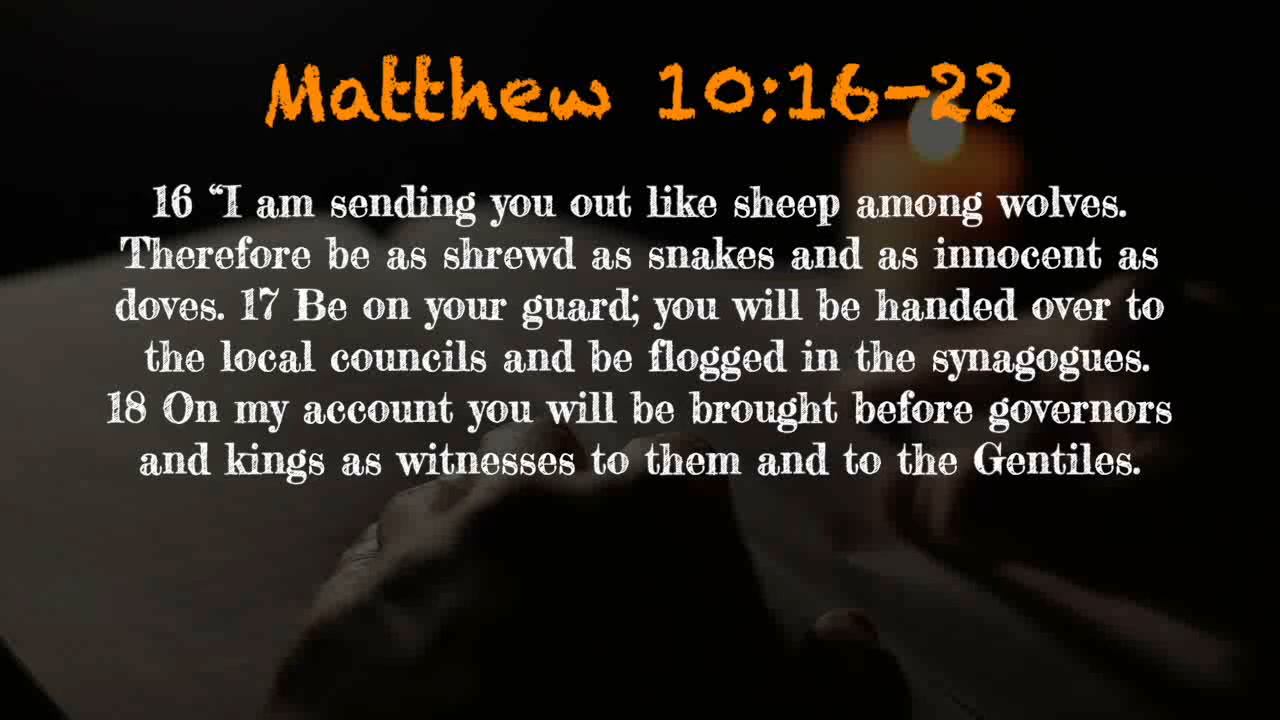 Matthew 10:16-22
16 “I am sending you out like sheep among wolves.
Therefore be as shrewd as snakes and as innocent as
doves. 17 Be on your guard; you will be handed over to
the local councils and be flogged in the synagogues.
18 On my account you will be brought before governors
and kings as witnesses to them and to the Gentiles.